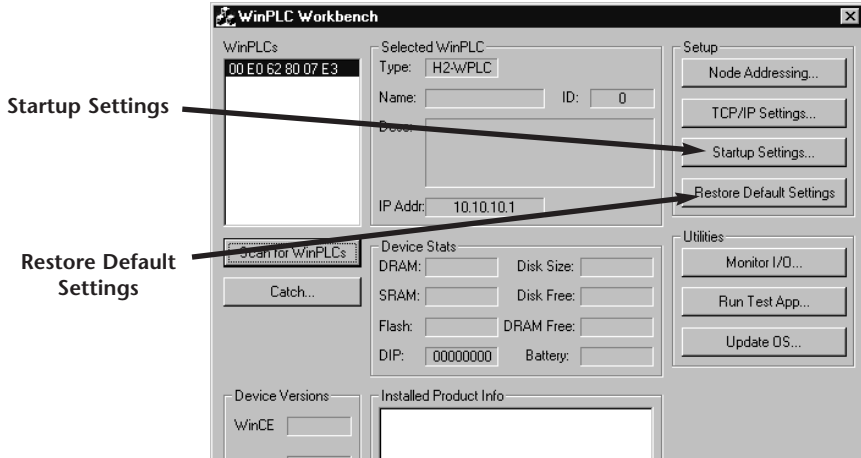 WinPLC Workbench
WinPLCs
00 E0 62 80 07 E3
Startup Settings
Restore Default
Settings
Scan for WinPLCs
Catch...
Selected WinPLC
Type: H2-WPLC
Name: ID: 0
Desc:
IP Addr: 10.10.10.1
Device Stats
DRAM: Disk Size:
SRAM: Disk Free:
Flash: DRAM Free:
DIP: 00000000 Battery:
Device Versions
WinCE
Installed Product Info
Setup
Node Addressing...
TCP/IP Settings...
Startup Settings...
Restore Default Settings
Utilities
Monitor I/O...
Run Test App...
Update OS...